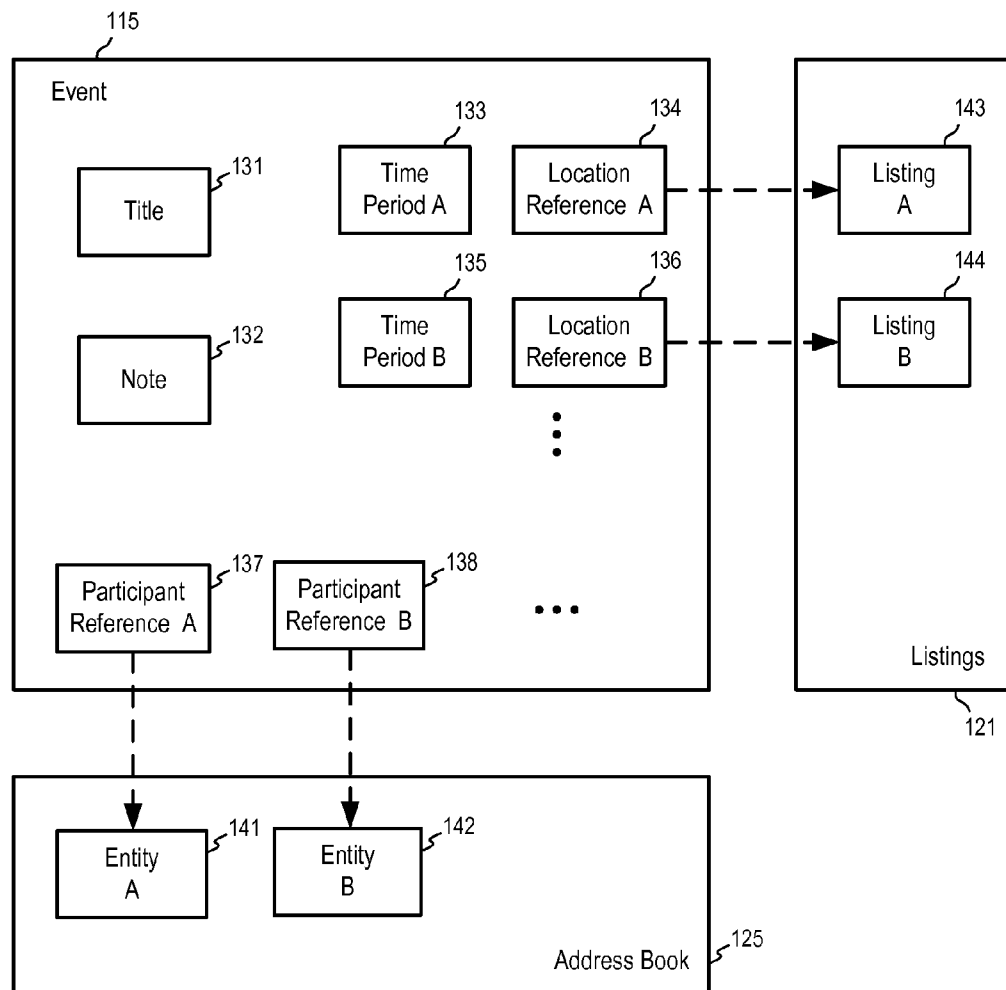 115
Event
133
134
143
131
Time
Period A
Location
Reference A
Listing
A
Title
135
136
144
132
Time
Period B
Location
Reference B
Listing
B
Note
137
138
Participant
Reference A
Participant
Reference B
Listings
121
141
142
Entity
A
Entity
B
125
Address Book